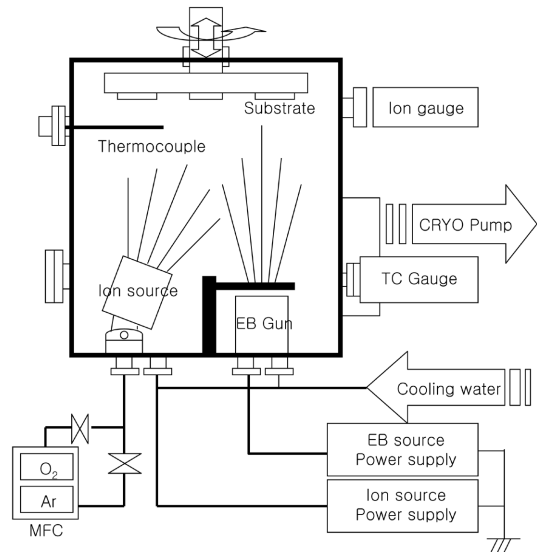 Substrate
Ion gauge
Thermocouple
CRYO Pump
TC Gauge
Ion source
EB Gun
Cooling water
EB source
Power supply
O2
Ar
MFC
Ion source
Power supply